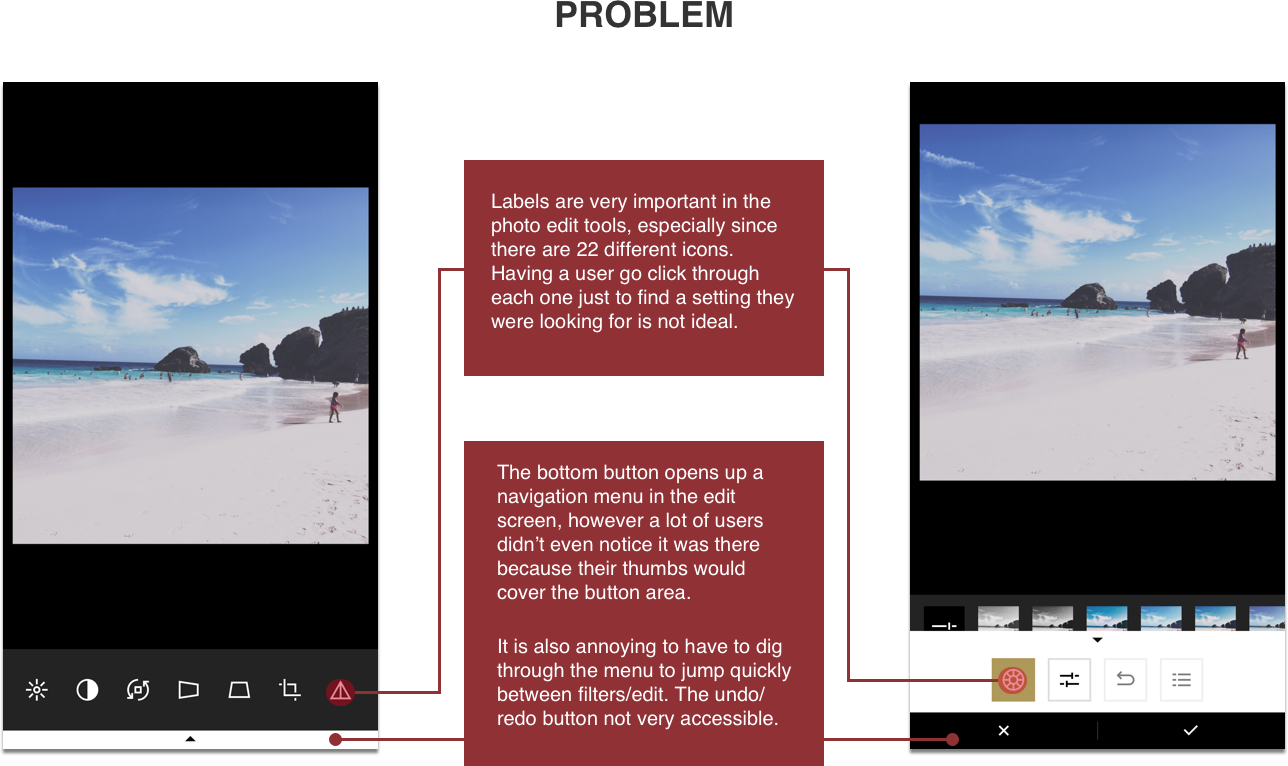 PROBLEM
Labels are very important in the
photo edit tools, especially since
there are 22 different icons.
Having a user go click through
each one just to find a setting they
were looking for is not ideal.
The bottom button opens up a
navigation menu in the edit
screen, however a lot of users
didn’t even notice it was there
because their thumbs would
cover the button area.
It is also annoying to have to dig
through the menu to jump quickly
between filters/edit. The undo/
redo button not very accessible.